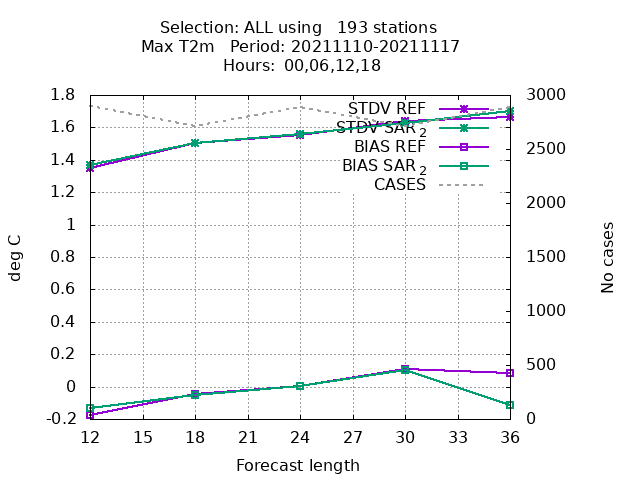 Selection: ALL using   193 stations
Max T2m   Period: 20211110-20211117
Hours:  00,06,12,18
STDV REF
STDV SAR 2
BIAS REF
BIAS SAR 2
CASES
1.8
1.6
1.4
1.2
1
0.8
0.6
0.4
0.2
0
-0.2
deg C
3000
2500
2000
1500
1000
500
0
No cases
12 15 18 21 24 27 30 33 36
Forecast length